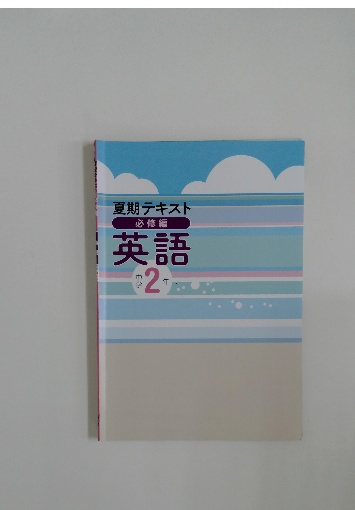 夏期テキスト
必修編
英語
中学2年